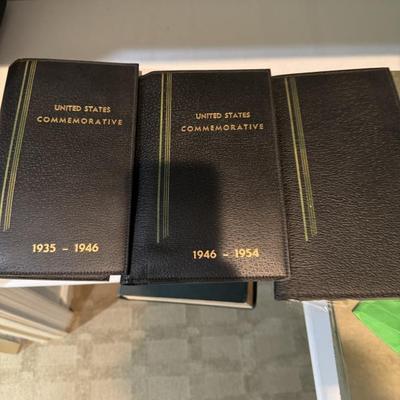 UNITED STATES
COMMEMORATIVE
1935 - 1946
UNITED STATES
COMMEMORATIVE
1946 - 1954